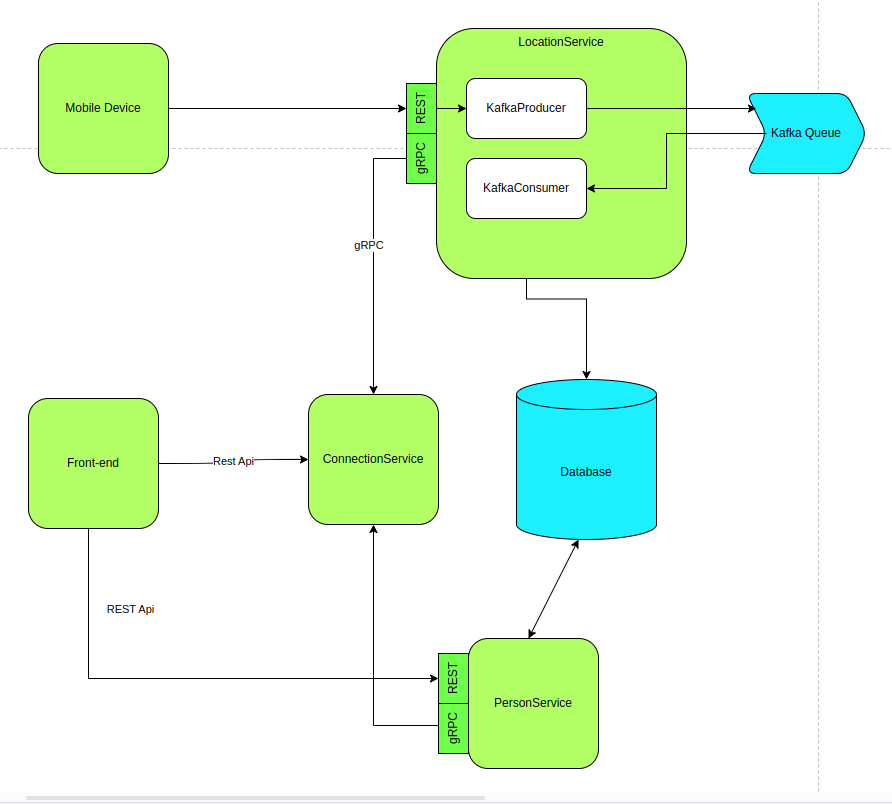 LocationService
Mobile Device
REST
KafkaProducer
Kafka Queue
gRPC
KafkaConsumer
gRPC
Front-end
Rest Api
ConnectionService
Database
REST Api
REST
PersonService
gRPC